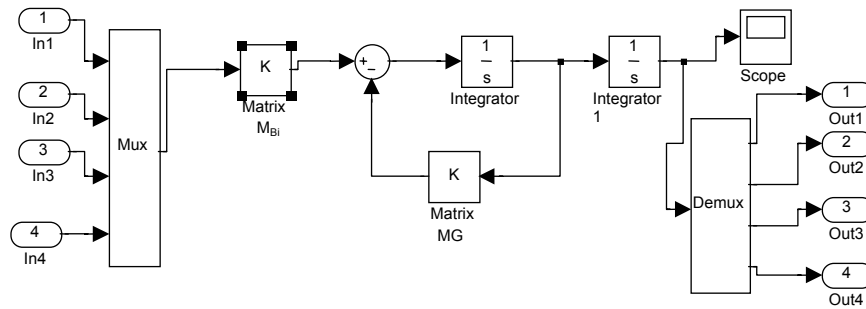 1
In1
2
In2
3
In3
4
In4
Mux
K
Matrix
M_Bi
+
−
1
s
Integrator
K
Matrix
MG
1
s
Integrator
1
Scope
Demux
1
Out1
2
Out2
3
Out3
4
Out4